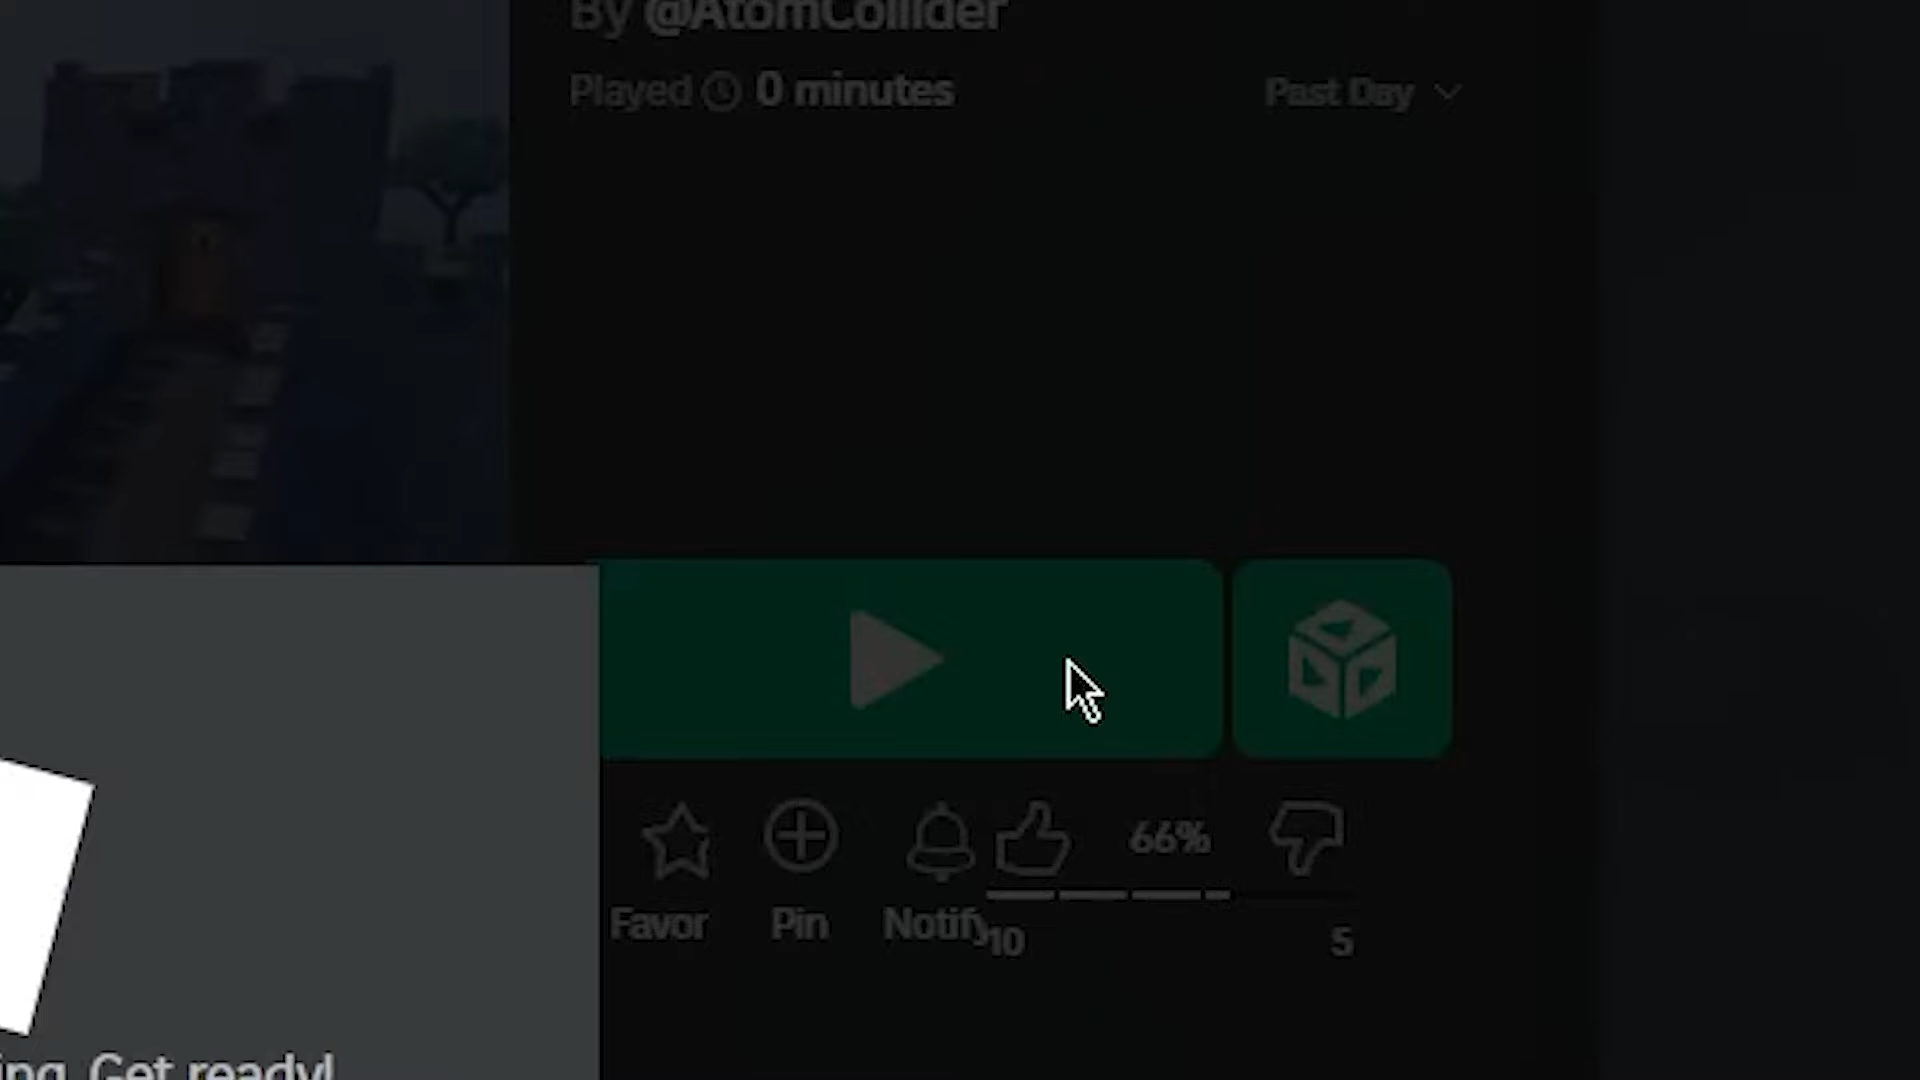 By @AtomCollider
Played 0 minutes
Past Day
66%
Favor
Pin
Notify
10
5
ing. Get ready!